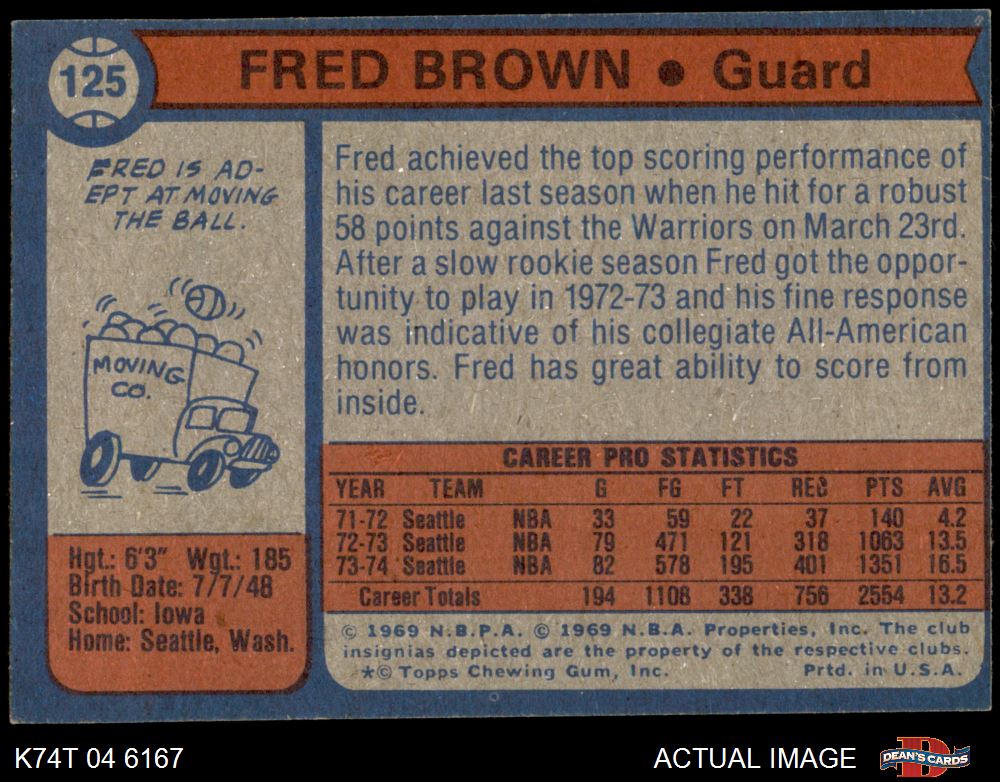 125
FRED BROWN • Guard
FRED IS AD-
EPT AT MOVING
THE BALL.
MOVING
CO.
Hgt.: 6'3" Wgt.: 185
Birth Date: 7/7/48
School: Iowa
Home: Seattle, Wash.
Fred achieved the top scoring performance of
his career last season when he hit for a robust
58 points against the Warriors on March 23rd.
After a slow rookie season Fred got the oppor-
tunity to play in 1972-73 and his fine response
was indicative of his collegiate All-American
honors. Fred has great ability to score from
inside.
CAREER PRO STATISTICS
YEAR TEAM G FG FT REB PTS AVG
71-72 Seattle NBA 33 59 22 37 140 4.2
72-73 Seattle NBA 79 471 121 318 1063 13.5
73-74 Seattle NBA 82 578 195 401 1351 16.5
Career Totals 194 1108 338 756 2554 13.2
© 1969 N.B.P.A. © 1969 N.B.A. Properties, Inc. The club
insignias depicted are the property of the respective clubs.
*© Topps Chewing Gum, Inc. Prtd. in U.S.A.
K74T 04 6167
ACTUAL IMAGE
D
DEAN'S CARDS